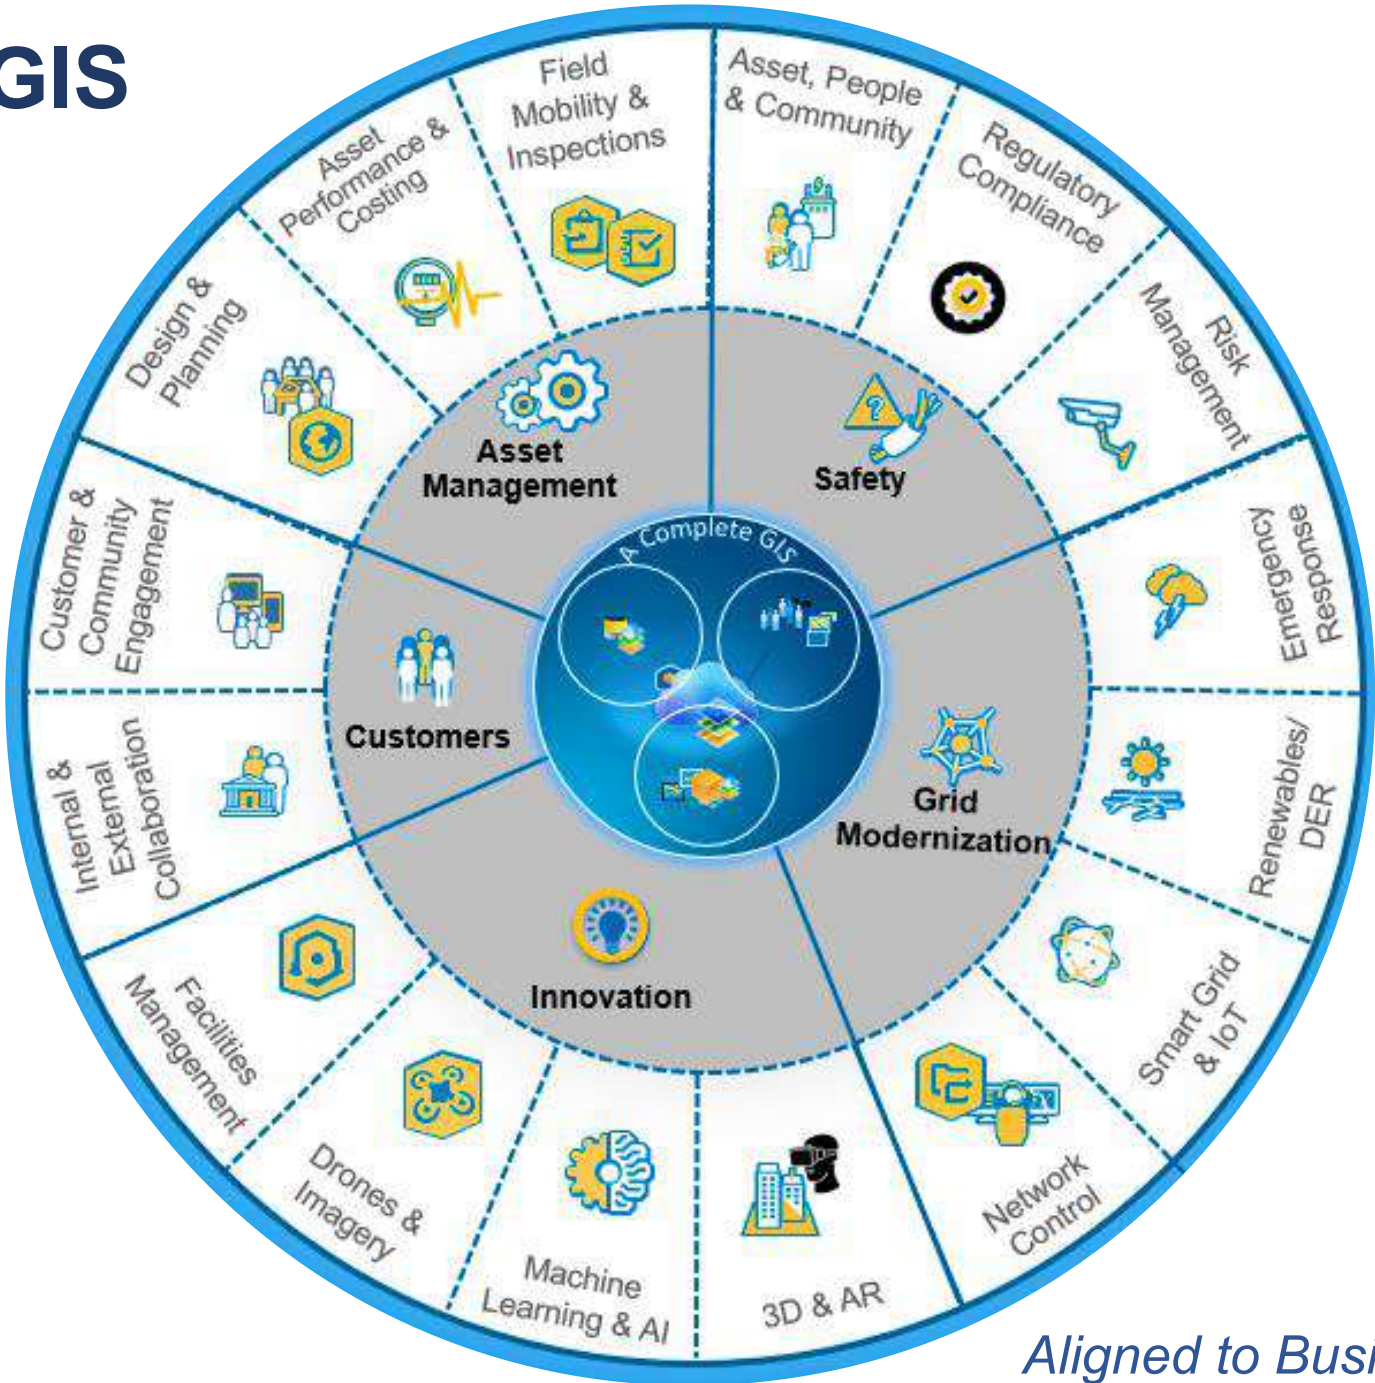 GIS
Field
Mobility &
Inspections
Asset, People
& Community
Regulatory
Compliance
Risk
Management
Emergency
Response
Renewables/
DER
Smart Grid
& IoT
Network
Control
3D & AR
Machine
Learning & AI
Drones &
Imagery
Facilities
Management
Internal &
External
Collaboration
Customer &
Community
Engagement
Design &
Planning
Asset
Performance &
Costing
Asset
Management
Safety
Customers
Grid
Modernization
Innovation
A Complete GIS
Aligned to Busi